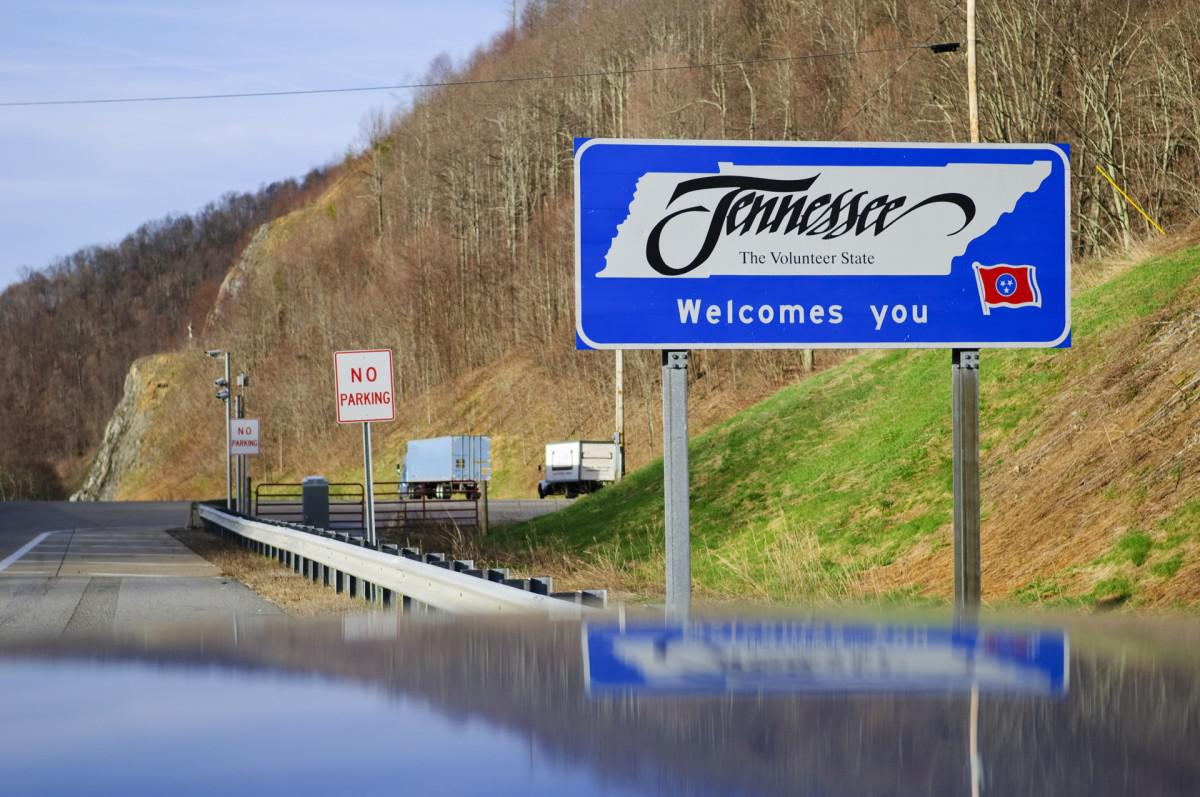 Tennessee
The Volunteer State
Welcomes you
NO
PARKING
NO
PARKING